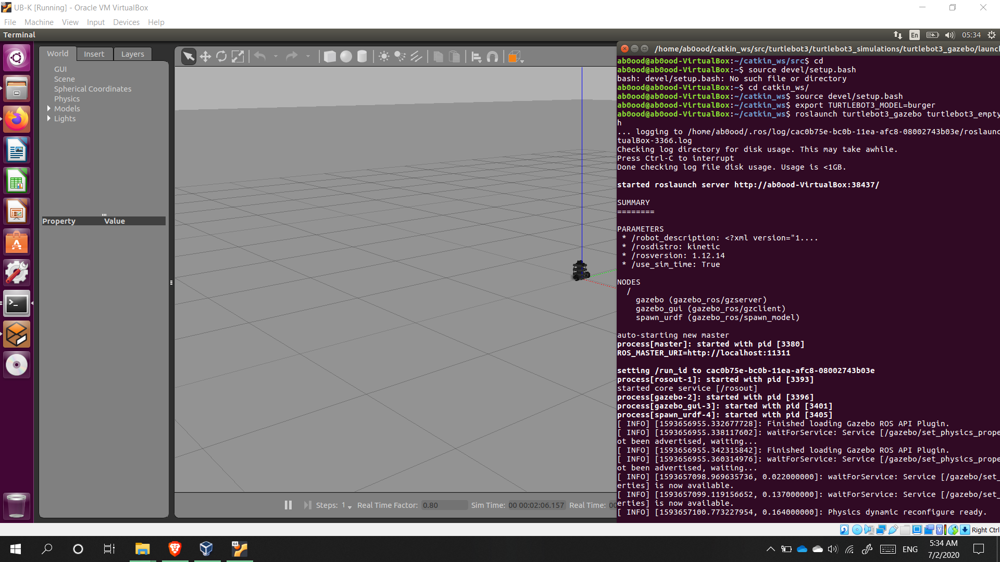 UB-K [Running] - Oracle VM VirtualBox
File Machine View Input Devices Help
Terminal
En
05:34
World Insert Layers
GUI
Scene
Spherical Coordinates
Physics
Models
Lights
Property Value
Steps: 1 Real Time Factor: 0.80 Sim Time: 00 00:02:06.157 Real Time: 00
/home/ab0ood/catkin_ws/src/turtlebot3/turtlebot3_simulations/turtlebot3_gazebo/launch
ab0ood@ab0ood-VirtualBox:~/catkin_ws/src$ cd
ab0ood@ab0ood-VirtualBox:~$ source devel/setup.bash
bash: devel/setup.bash: No such file or directory
ab0ood@ab0ood-VirtualBox:~$ cd catkin_ws/
ab0ood@ab0ood-VirtualBox:~/catkin_ws$ source devel/setup.bash
ab0ood@ab0ood-VirtualBox:~/catkin_ws$ export TURTLEBOT3_MODEL=burger
ab0ood@ab0ood-VirtualBox:~/catkin_ws$ roslaunch turtlebot3_gazebo turtlebot3_empty
h
... logging to /home/ab0ood/.ros/log/cac0b75e-bc0b-11ea-afc8-08002743b03e/roslaunc
tualBox-3366.log
Checking log directory for disk usage. This may take awhile.
Press Ctrl-C to interrupt
Done checking log file disk usage. Usage is <1GB.
started roslaunch server http://ab0ood-VirtualBox:38437/
SUMMARY
========
PARAMETERS
* /robot_description: <?xml version="1....
* /rosdistro: kinetic
* /rosversion: 1.12.14
* /use_sim_time: True
NODES
/
gazebo (gazebo_ros/gzserver)
gazebo_gui (gazebo_ros/gzclient)
spawn_urdf (gazebo_ros/spawn_model)
auto-starting new master
process[master]: started with pid [3380]
ROS_MASTER_URI=http://localhost:11311
setting /run_id to cac0b75e-bc0b-11ea-afc8-08002743b03e
process[rosout-1]: started with pid [3393]
started core service [/rosout]
process[gazebo-2]: started with pid [3396]
process[gazebo_gui-3]: started with pid [3401]
process[spawn_urdf-4]: started with pid [3405]
[ INFO] [1593656955.332677728]: Finished loading Gazebo ROS API Plugin.
[ INFO] [1593656955.338117602]: waitForService: Service [/gazebo/set_physics_prope
ot been advertised, waiting...
[ INFO] [1593656955.342315842]: Finished loading Gazebo ROS API Plugin.
[ INFO] [1593656955.360314976]: waitForService: Service [/gazebo/set_physics_prope
ot been advertised, waiting...
[ INFO] [1593657098.969635736, 0.022000000]: waitForService: Service [/gazebo/set_
erties] is now available.
[ INFO] [1593657099.119156652, 0.137000000]: waitForService: Service [/gazebo/set_
erties] is now available.
[ INFO] [1593657100.773227954, 0.164000000]: Physics dynamic reconfigure ready.
Right Ctrl
64
ENG
5:34 AM
7/2/2020